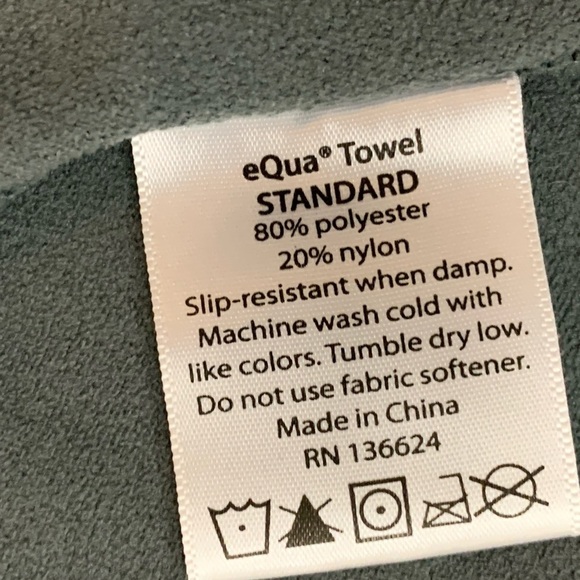 eQua® Towel
STANDARD
80% polyester
20% nylon
Slip-resistant when damp.
Machine wash cold with
like colors. Tumble dry low.
Do not use fabric softener.
Made in China
RN 136624